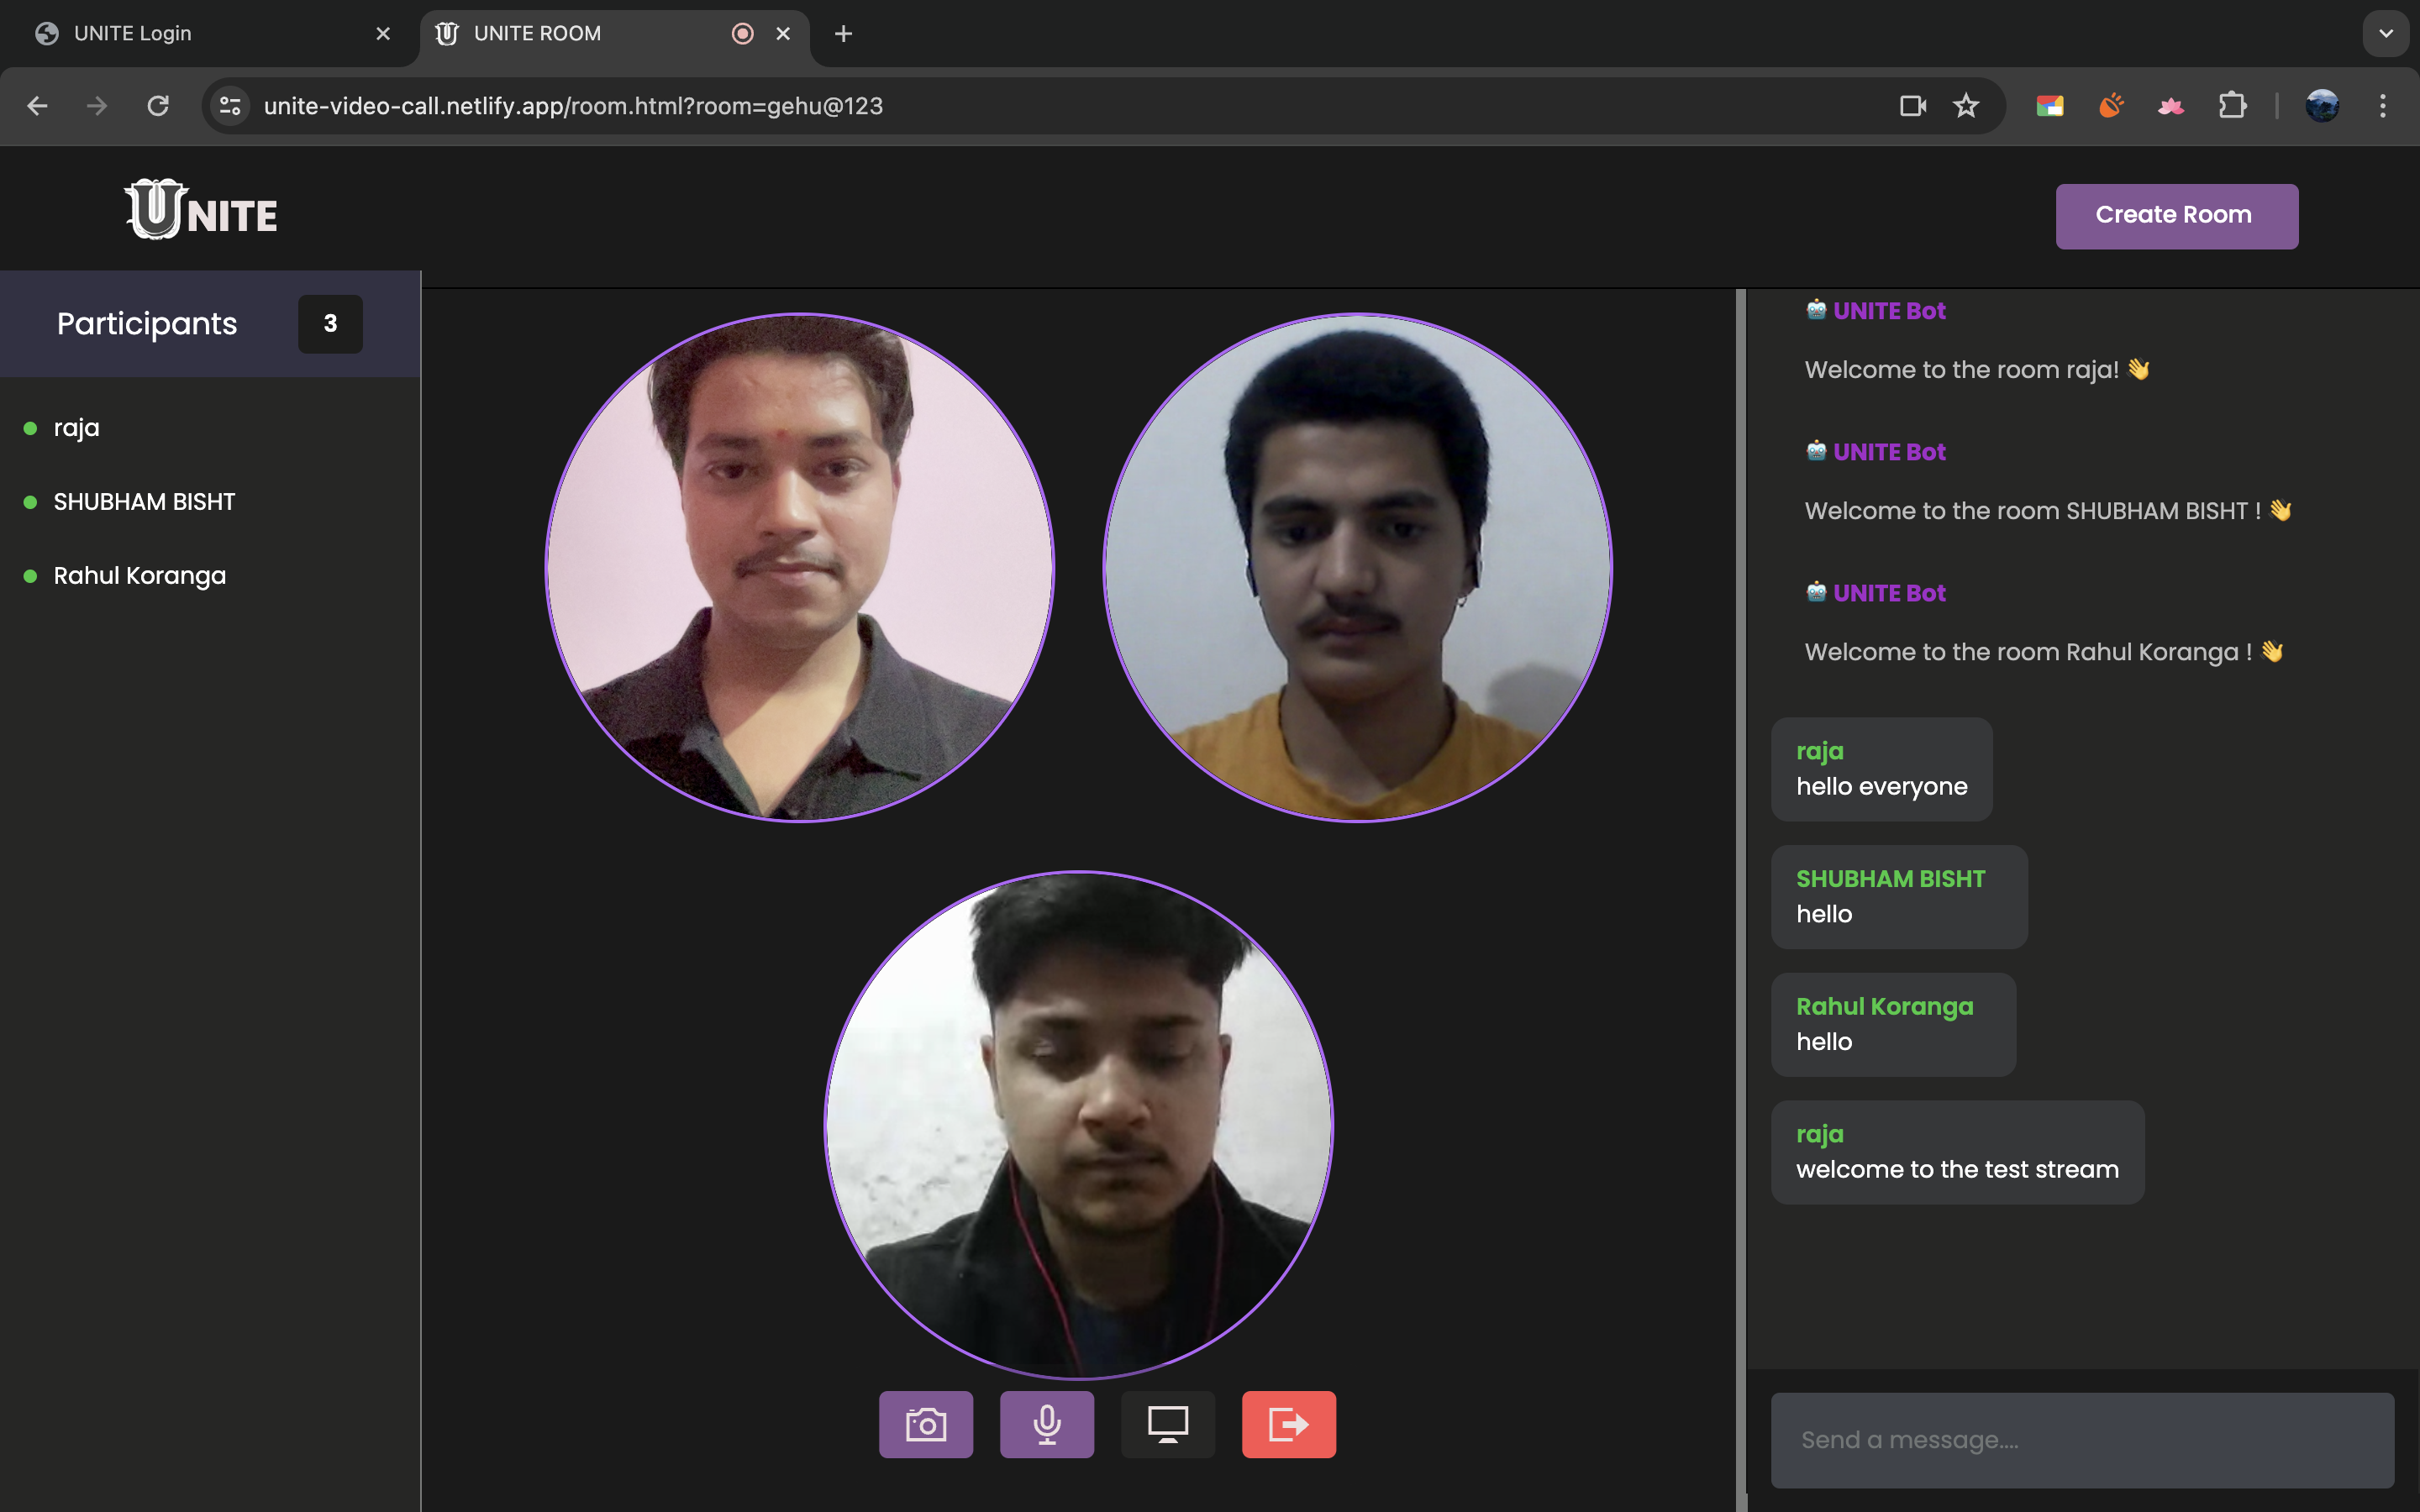 UNITE Login
UNITE ROOM
unite-video-call.netlify.app/room.html?room=gehu@123
UNITE
Create Room
Participants 3
raja
SHUBHAM BISHT
Rahul Koranga
🤖 UNITE Bot
Welcome to the room raja! 👋
🤖 UNITE Bot
Welcome to the room SHUBHAM BISHT ! 👋
🤖 UNITE Bot
Welcome to the room Rahul Koranga ! 👋
raja
hello everyone
SHUBHAM BISHT
hello
Rahul Koranga
hello
raja
welcome to the test stream
Send a message....